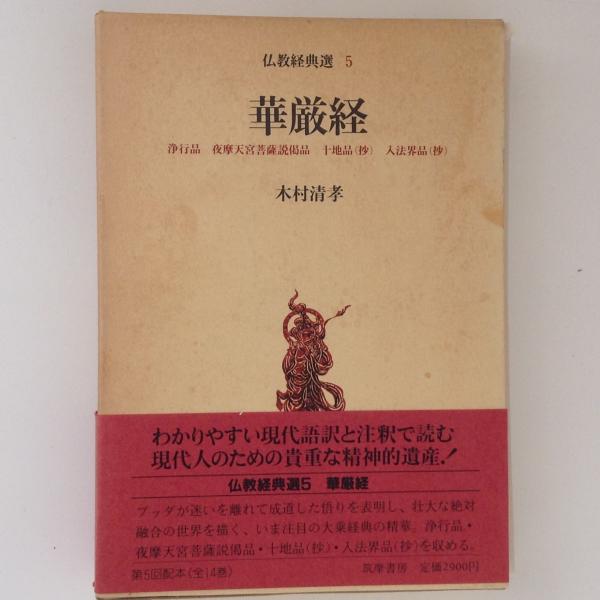 仏教経典選 5
華厳経
浄行品 夜摩天宮菩薩説偈品 十地品(抄) 入法界品(抄)
木村清孝
わかりやすい現代語訳と注釈で読む
現代人のための貴重な精神的遺産!
仏教経典選5 華厳経
ブッダが迷いを離れて成道した悟りを表明し、壮大な絶対
融合の世界を描く、いま注目の大乗経典の精華。浄行品・
夜摩天宮菩薩説偈品・十地品(抄)・入法界品(抄)を収める。
第5回配本(全14巻) 筑摩書房 定価2900円